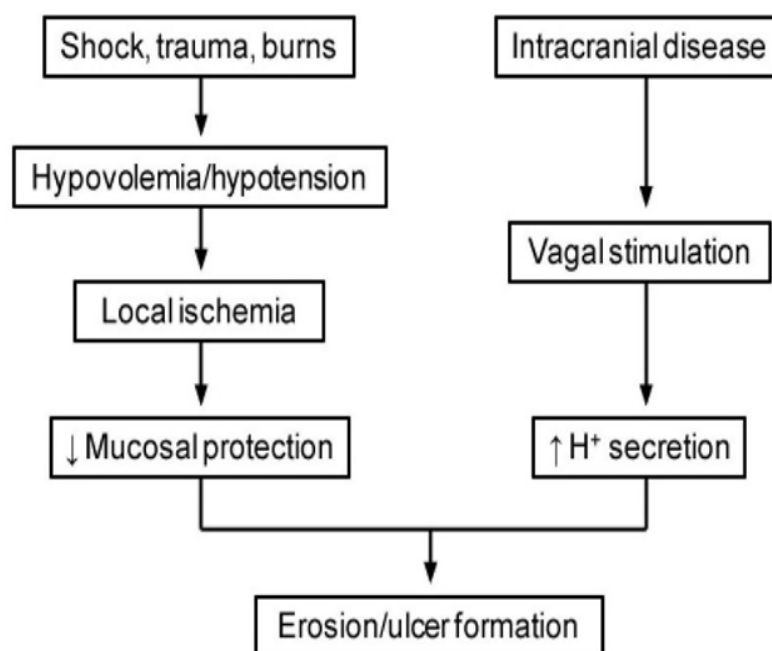 Shock, trauma, burns
Intracranial disease
Hypovolemia/hypotension
Vagal stimulation
Local ischemia
↓ Mucosal protection
↑ H⁺ secretion
Erosion/ulcer formation